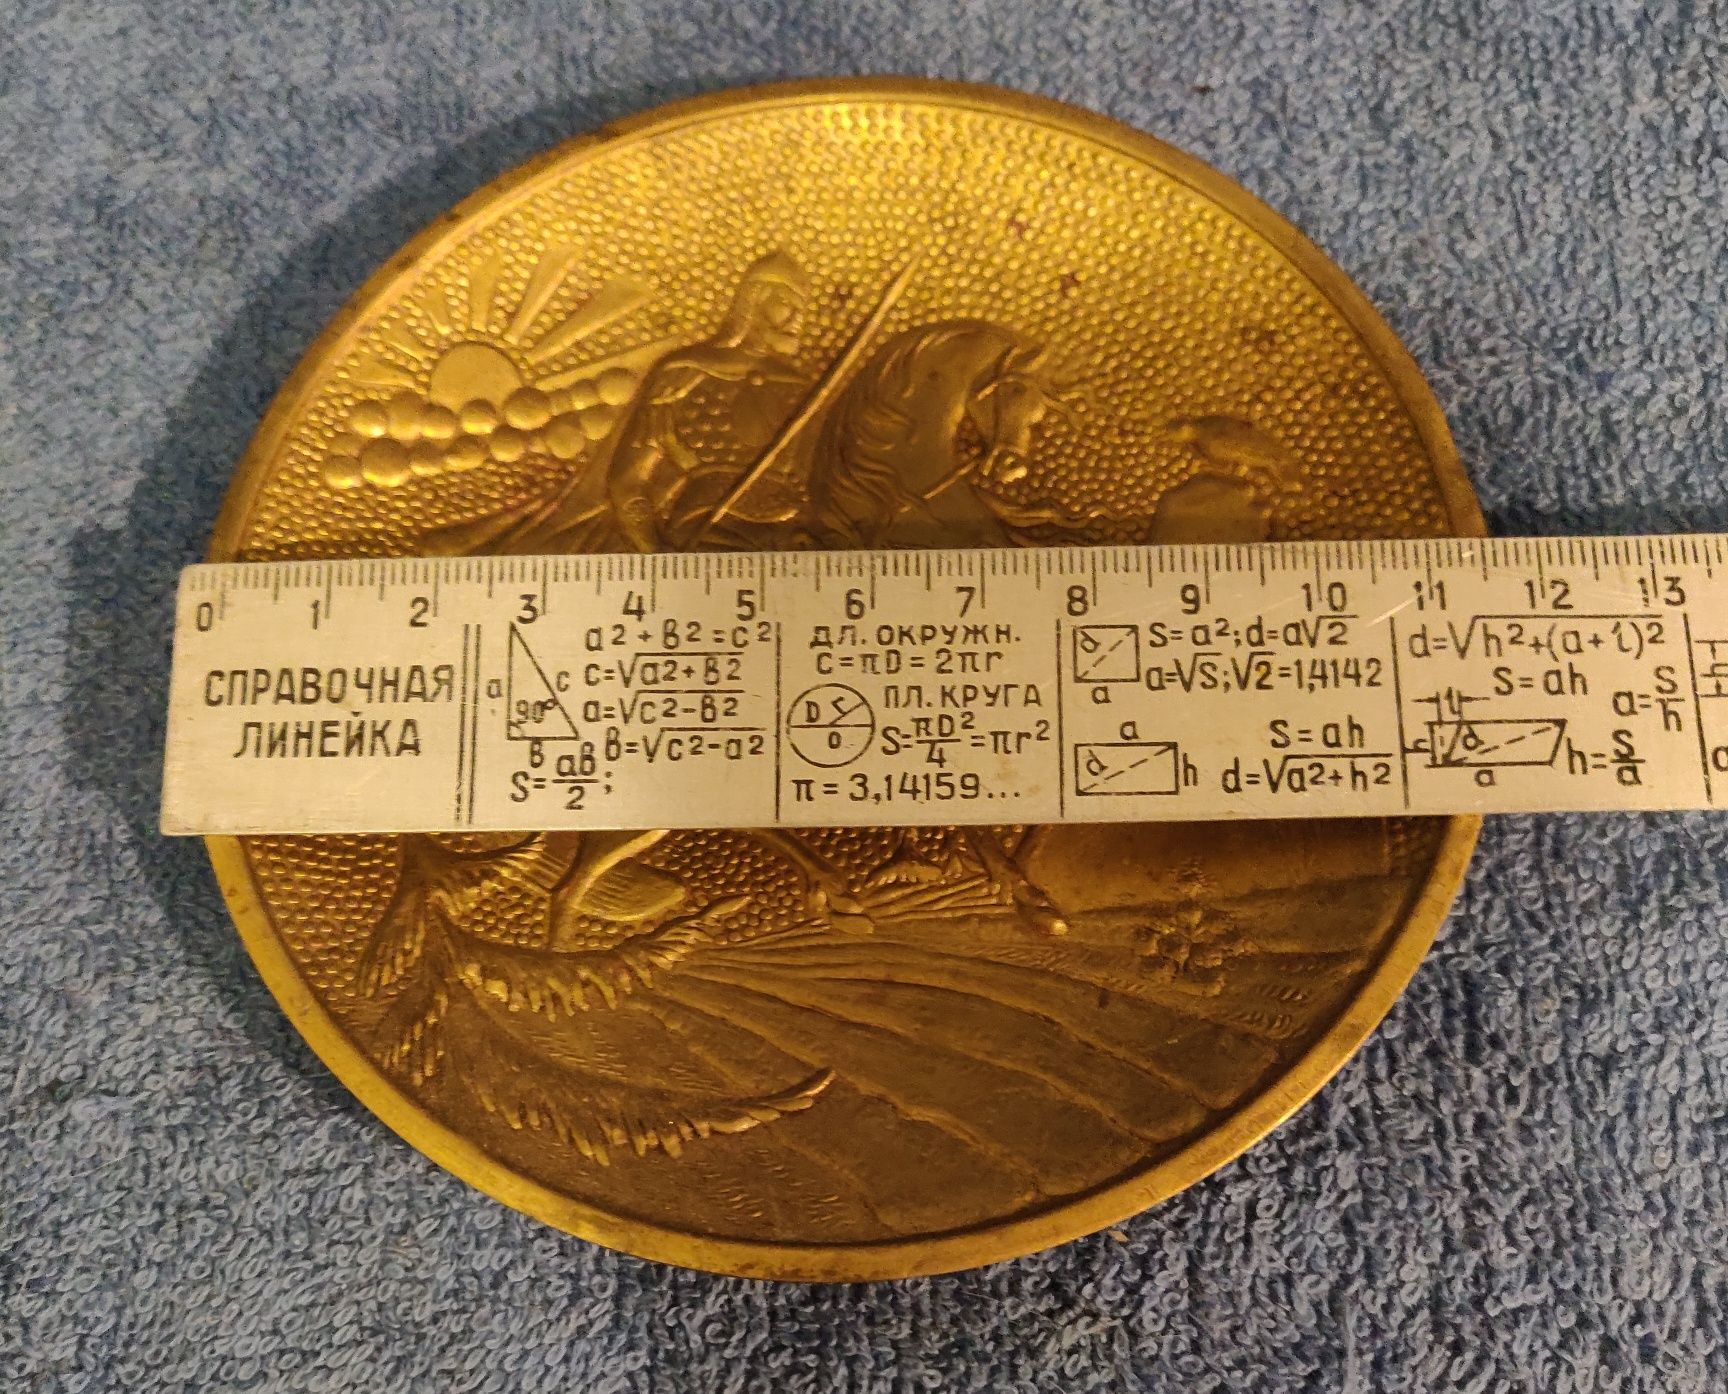 0 1 2 3 4 5 6 7 8 9 10 11 12 13
СПРАВОЧНАЯ
ЛИНЕЙКА
a
c
90°
в
a2+в2=c2
c=√a2+в2
a=√c2-в2
в=√c2-a2
S=aв/2;
ДЛ. ОКРУЖН.
C=πD=2πr
ПЛ. КРУГА
D
O
S=πD2/4=πr2
π=3,14159...
d
a
S=a2;d=a√2
a=√S;√2=1,4142
a
d
h
S=ah
d=√a2+h2
d=√h2+(a+l)2
S=ah
a=S/h
l
d
a
h=S/a